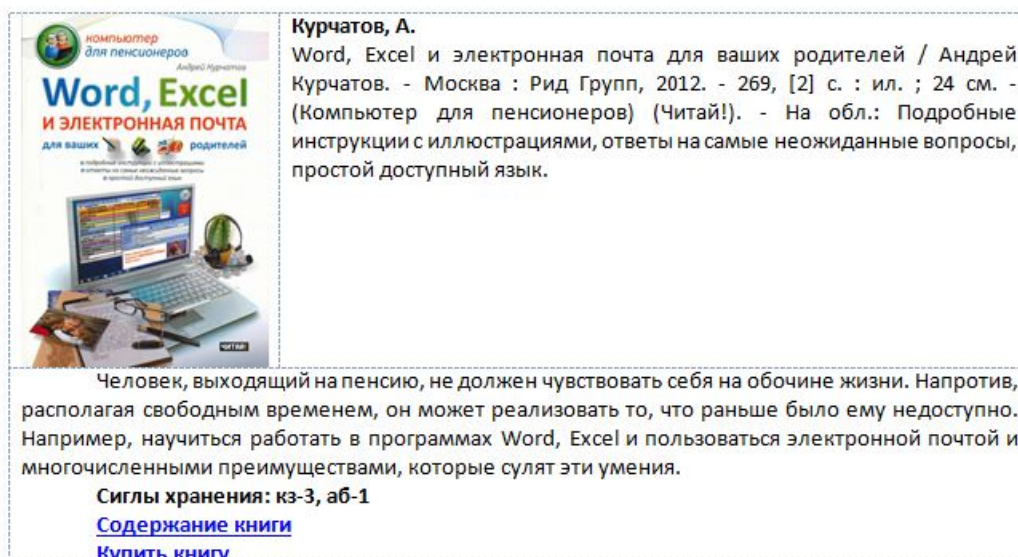 компьютер
для пенсионеров
Андрей Курчатов
Word, Excel
И ЭЛЕКТРОННАЯ ПОЧТА
для ваших родителей
Курчатов, А.
Word, Excel и электронная почта для ваших родителей / Андрей
Курчатов. - Москва : Рид Групп, 2012. - 269, [2] с. : ил. ; 24 см. -
(Компьютер для пенсионеров) (Читай!). - На обл.: Подробные
инструкции с иллюстрациями, ответы на самые неожиданные вопросы,
простой доступный язык.
ЧИТАЙ!
Человек, выходящий на пенсию, не должен чувствовать себя на обочине жизни. Напротив,
располагая свободным временем, он может реализовать то, что раньше было ему недоступно.
Например, научиться работать в программах Word, Excel и пользоваться электронной почтой и
многочисленными преимуществами, которые сулят эти умения.
Сиглы хранения: кз-3, аб-1
Содержание книги
Купить книгу